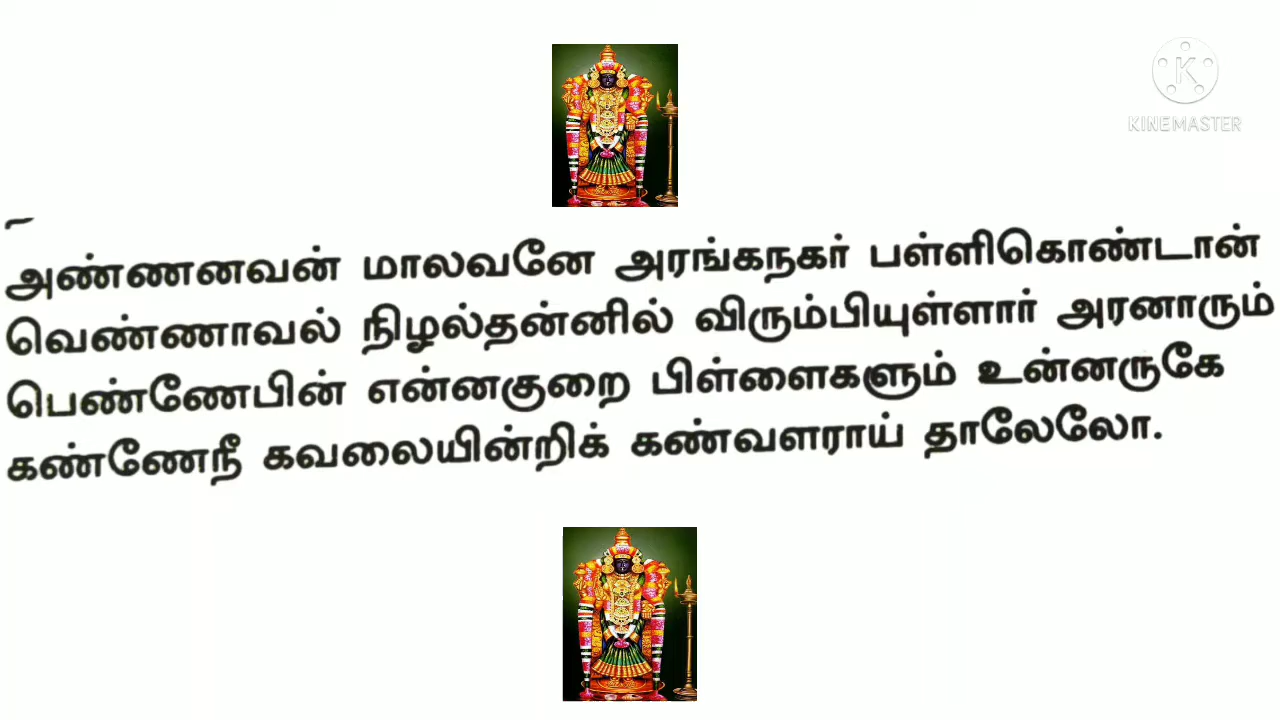 KINEMASTER
அண்ணனவன் மாலவனே அரங்கநகர் பள்ளிகொண்டான்
வெண்ணாவல் நிழல்தன்னில் விரும்பியுள்ளார் அரனாரும்
பெண்ணேபின் என்னகுறை பிள்ளைகளும் உன்னருகே
கண்ணேநீ கவலையின்றிக் கண்வளராய் தாலேலோ.